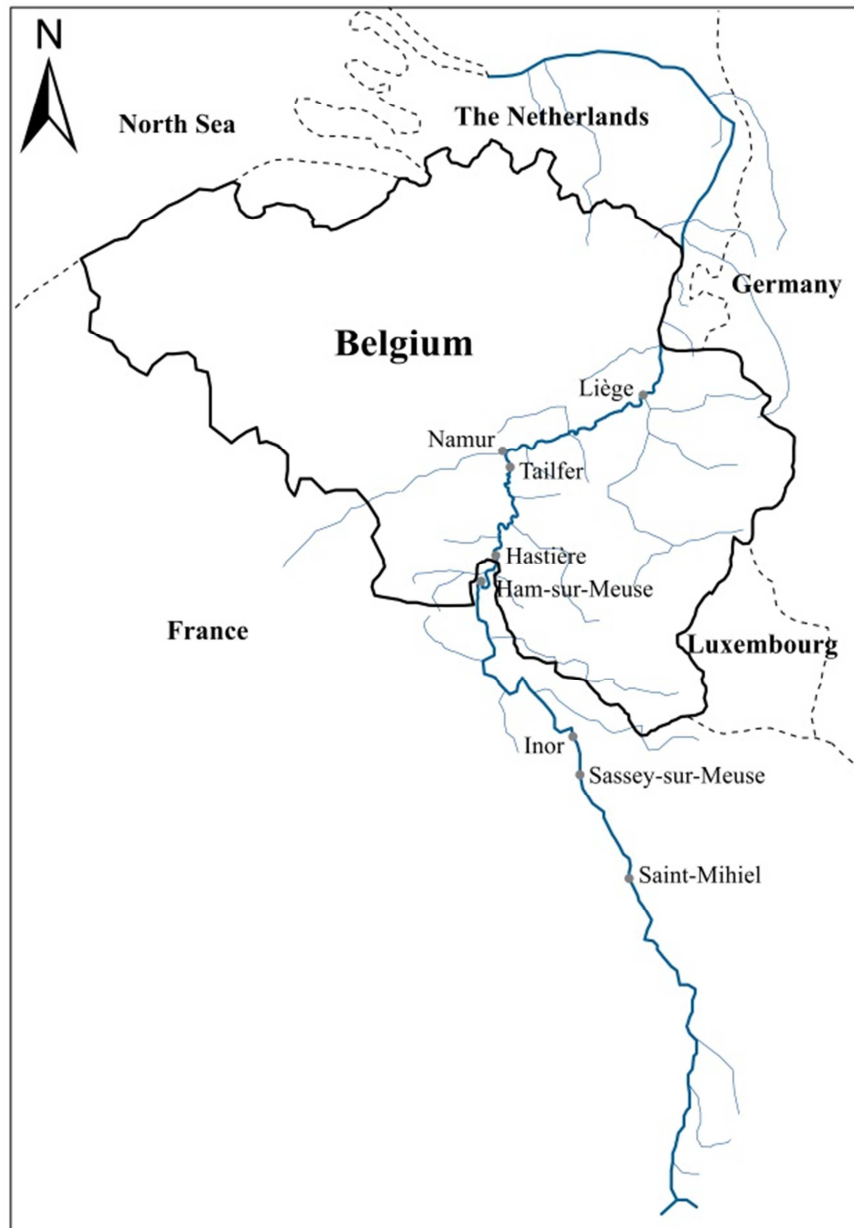 N
North Sea
The Netherlands
Germany
Belgium
Liège
Namur
Tailfer
Hastière
Ham-sur-Meuse
France
Luxembourg
Inor
Sassey-sur-Meuse
Saint-Mihiel